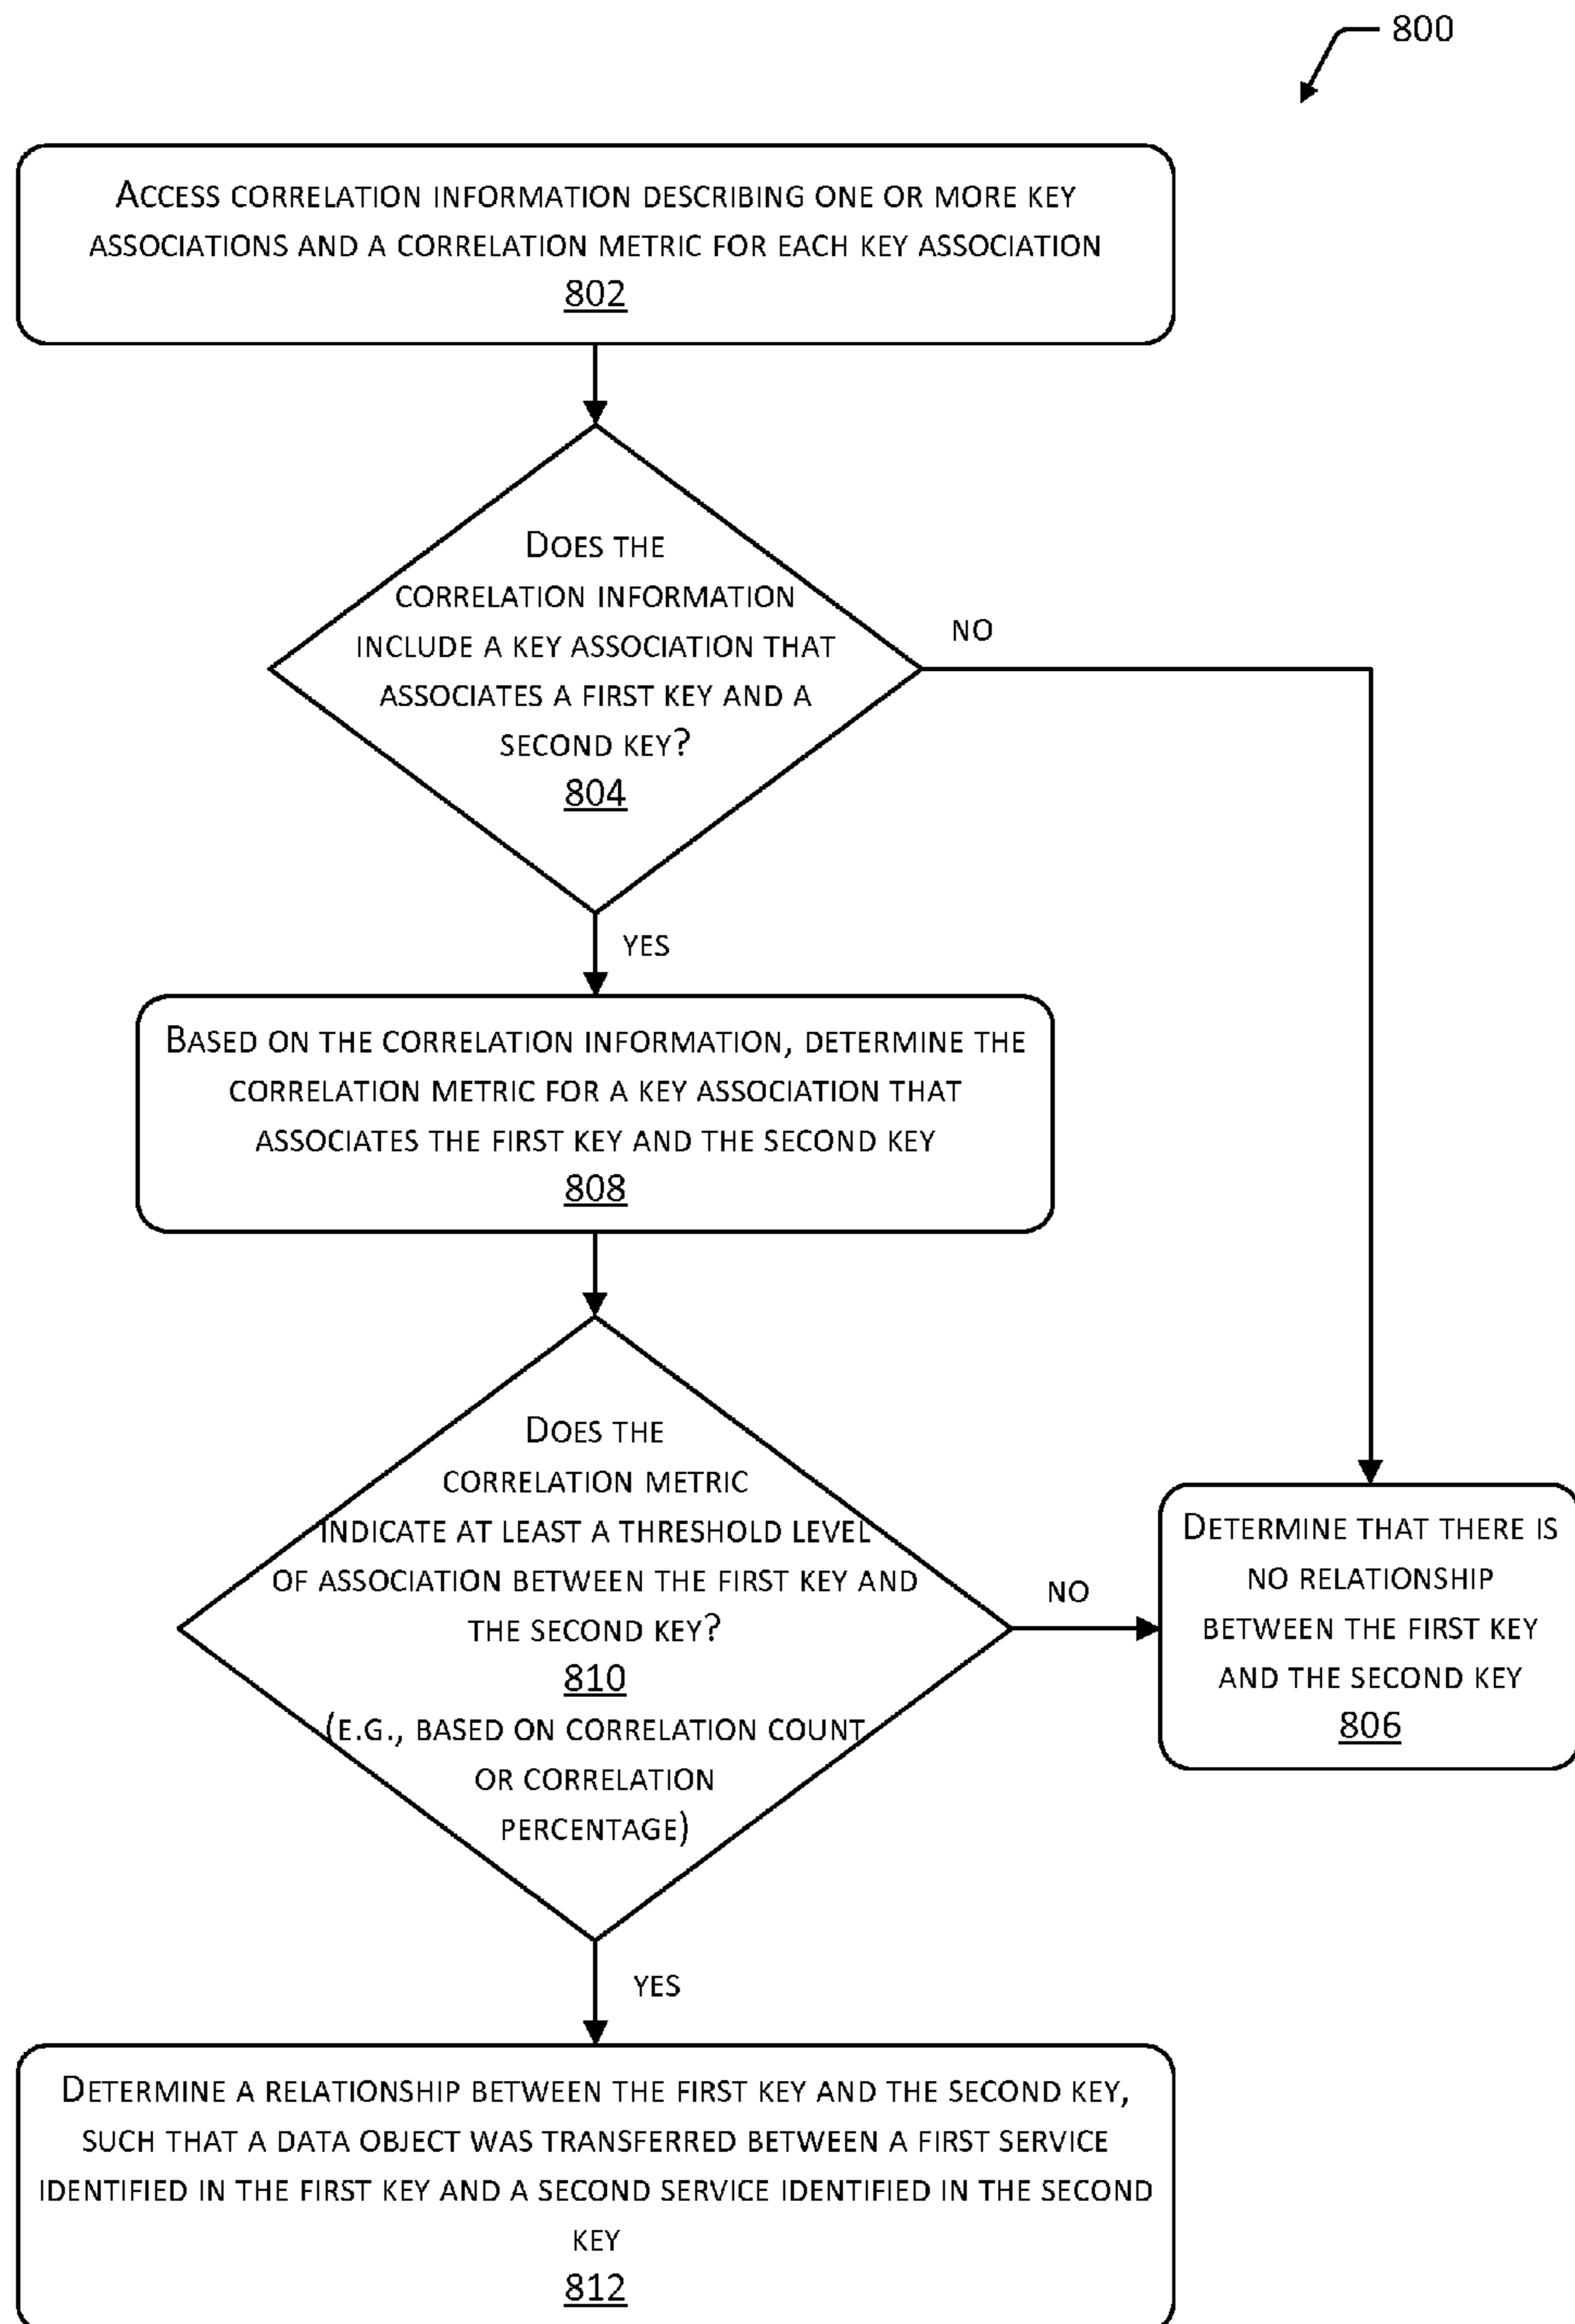 800
ACCESS CORRELATION INFORMATION DESCRIBING ONE OR MORE KEY
ASSOCIATIONS AND A CORRELATION METRIC FOR EACH KEY ASSOCIATION
802
DOES THE
CORRELATION INFORMATION
INCLUDE A KEY ASSOCIATION THAT
ASSOCIATES A FIRST KEY AND A
SECOND KEY?
804
NO
YES
BASED ON THE CORRELATION INFORMATION, DETERMINE THE
CORRELATION METRIC FOR A KEY ASSOCIATION THAT
ASSOCIATES THE FIRST KEY AND THE SECOND KEY
808
DOES THE
CORRELATION METRIC
INDICATE AT LEAST A THRESHOLD LEVEL
OF ASSOCIATION BETWEEN THE FIRST KEY AND
THE SECOND KEY?
810
(E.G., BASED ON CORRELATION COUNT
OR CORRELATION
PERCENTAGE)
NO
DETERMINE THAT THERE IS
NO RELATIONSHIP
BETWEEN THE FIRST KEY
AND THE SECOND KEY
806
YES
DETERMINE A RELATIONSHIP BETWEEN THE FIRST KEY AND THE SECOND KEY,
SUCH THAT A DATA OBJECT WAS TRANSFERRED BETWEEN A FIRST SERVICE
IDENTIFIED IN THE FIRST KEY AND A SECOND SERVICE IDENTIFIED IN THE SECOND
KEY
812